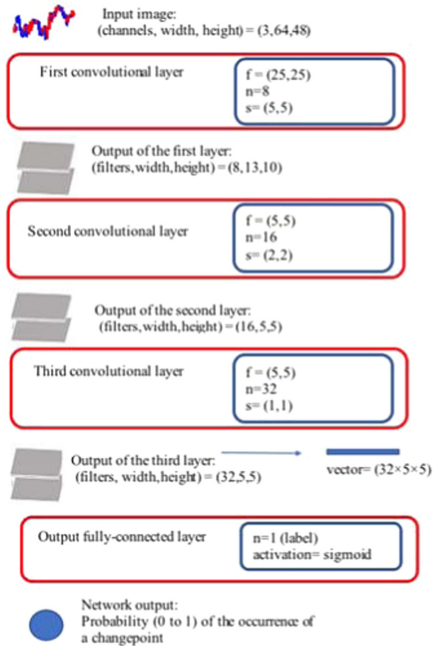 Input image:
(channels, width, height) = (3,64,48)
First convolutional layer
f = (25,25)
n=8
s= (5,5)
Output of the first layer:
(filters,width,height) = (8,13,10)
Second convolutional layer
f = (5,5)
n=16
s= (2,2)
Output of the second layer:
(filters,width,height) = (16,5,5)
Third convolutional layer
f = (5,5)
n=32
s= (1,1)
Output of the third layer:
(filters, width,height) = (32,5,5)
vector= (32×5×5)
Output fully-connected layer
n=1 (label)
activation= sigmoid
Network output:
Probability (0 to 1) of the occurrence of
a changepoint